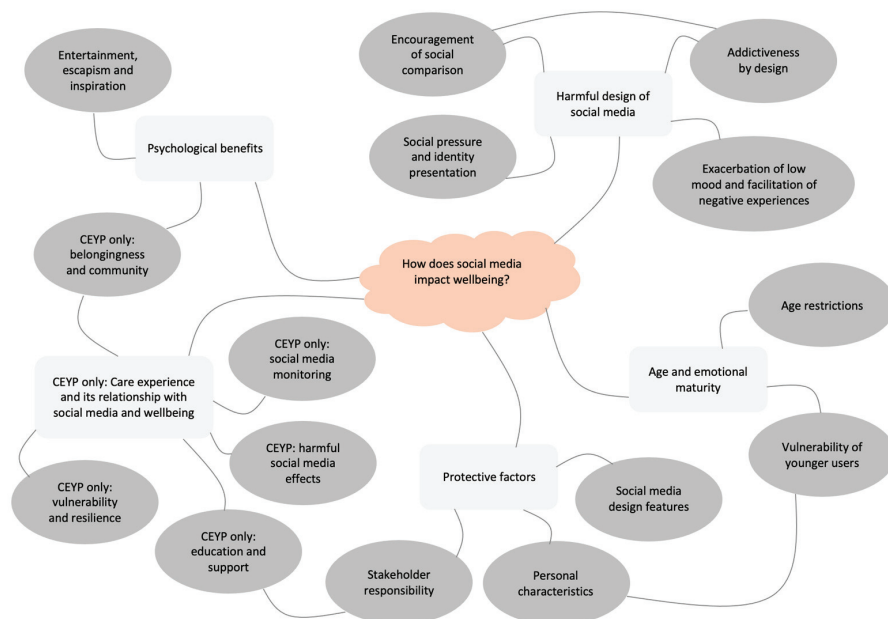 Entertainment,
escapism and
inspiration
Psychological benefits
Encouragement
of social
comparison
Addictiveness
by design
Harmful design of
social media
Social pressure
and identity
presentation
Exacerbation of low
mood and facilitation of
negative experiences
CEYP only:
belongingness
and community
How does social media
impact wellbeing?
Age restrictions
CEYP only:
social media
monitoring
CEYP only: Care experience
and its relationship with
social media and wellbeing
Age and emotional
maturity
CEYP: harmful
social media
effects
Protective factors
Vulnerability of
younger users
CEYP only:
vulnerability
and resilience
Social media
design features
CEYP only:
education and
support
Stakeholder
responsibility
Personal
characteristics